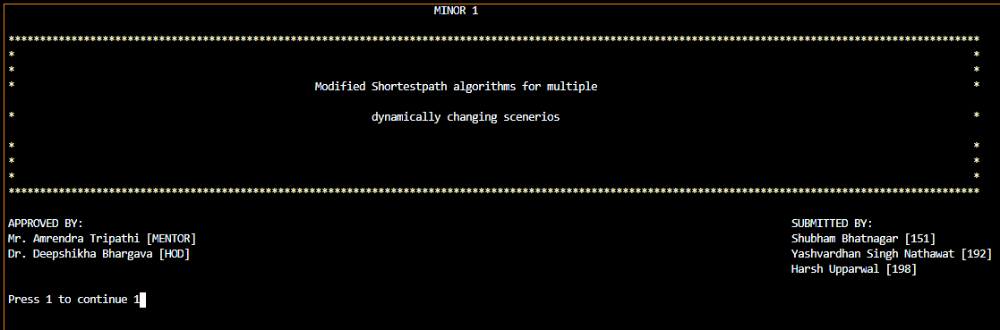 MINOR 1
***********************************************************************************************************************************************************
* *
* *
* Modified Shortestpath algorithms for multiple *
* dynamically changing scenerios *
* *
* *
* *
***********************************************************************************************************************************************************
APPROVED BY: SUBMITTED BY:
Mr. Amrendra Tripathi [MENTOR] Shubham Bhatnagar [151]
Dr. Deepshikha Bhargava [HOD] Yashvardhan Singh Nathawat [192]
Harsh Upparwal [198]
Press 1 to continue 1